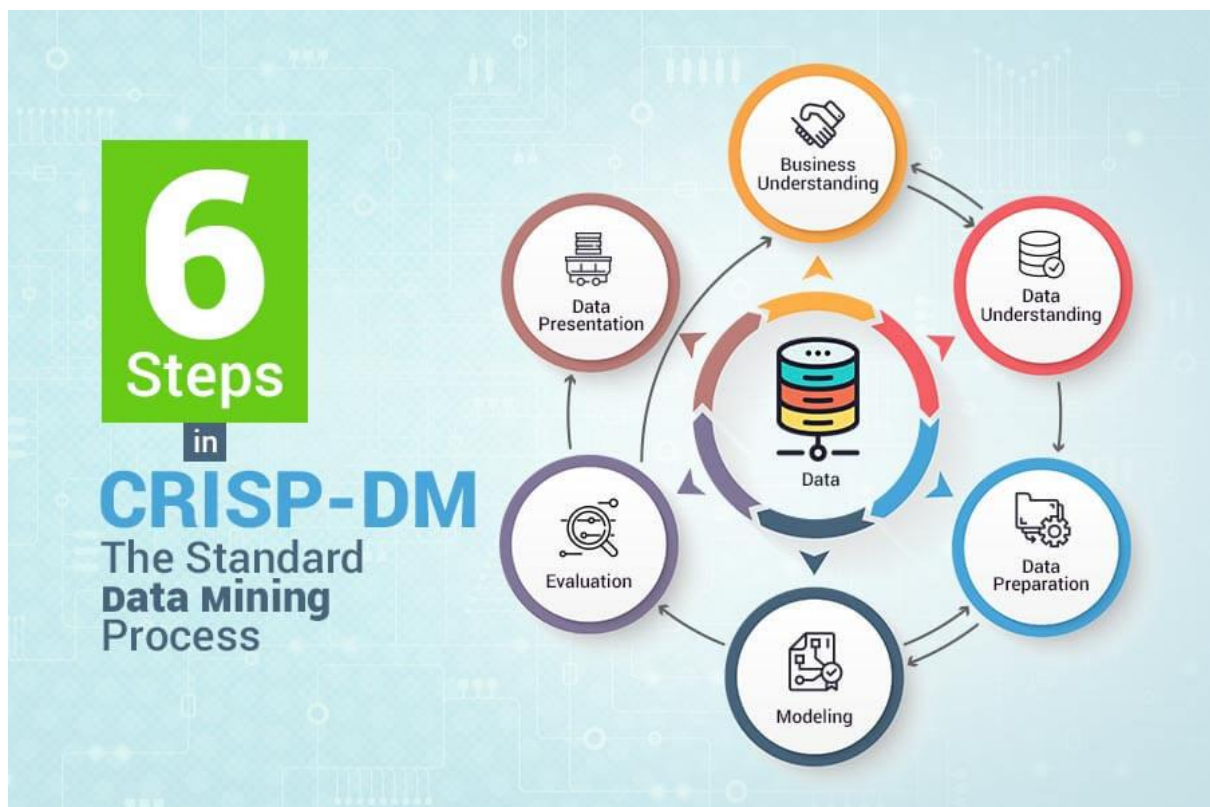 6
Steps
in
CRISP-DM
The Standard
Data Mining
Process
Business
Understanding
Data
Understanding
Data
Preparation
Modeling
Evaluation
Data
Presentation
Data